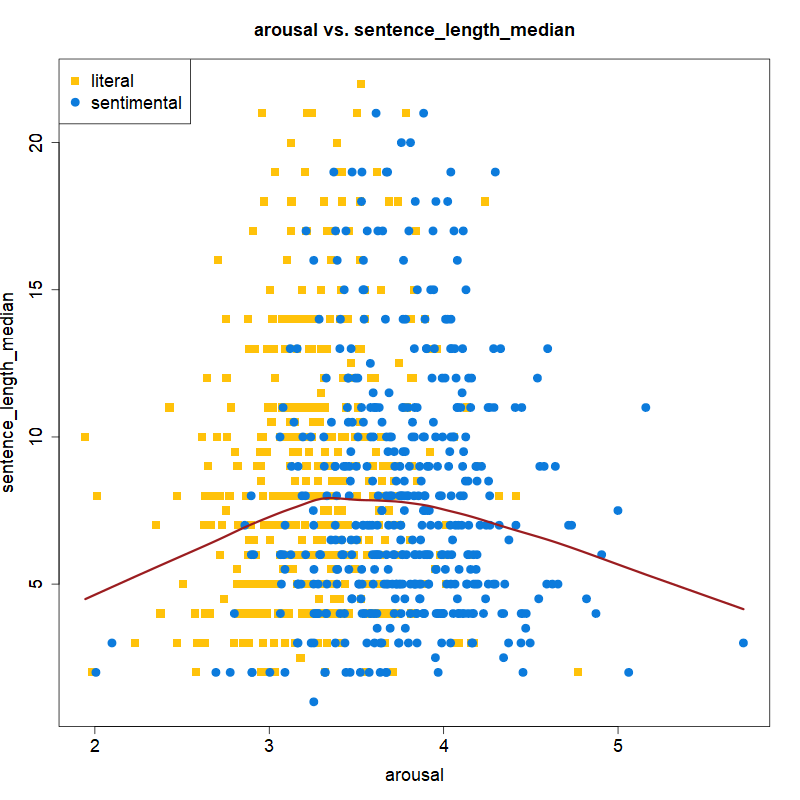 arousal vs. sentence_length_median
literal
sentimental
sentence_length_median
20
15
10
5
2 3 4 5
arousal